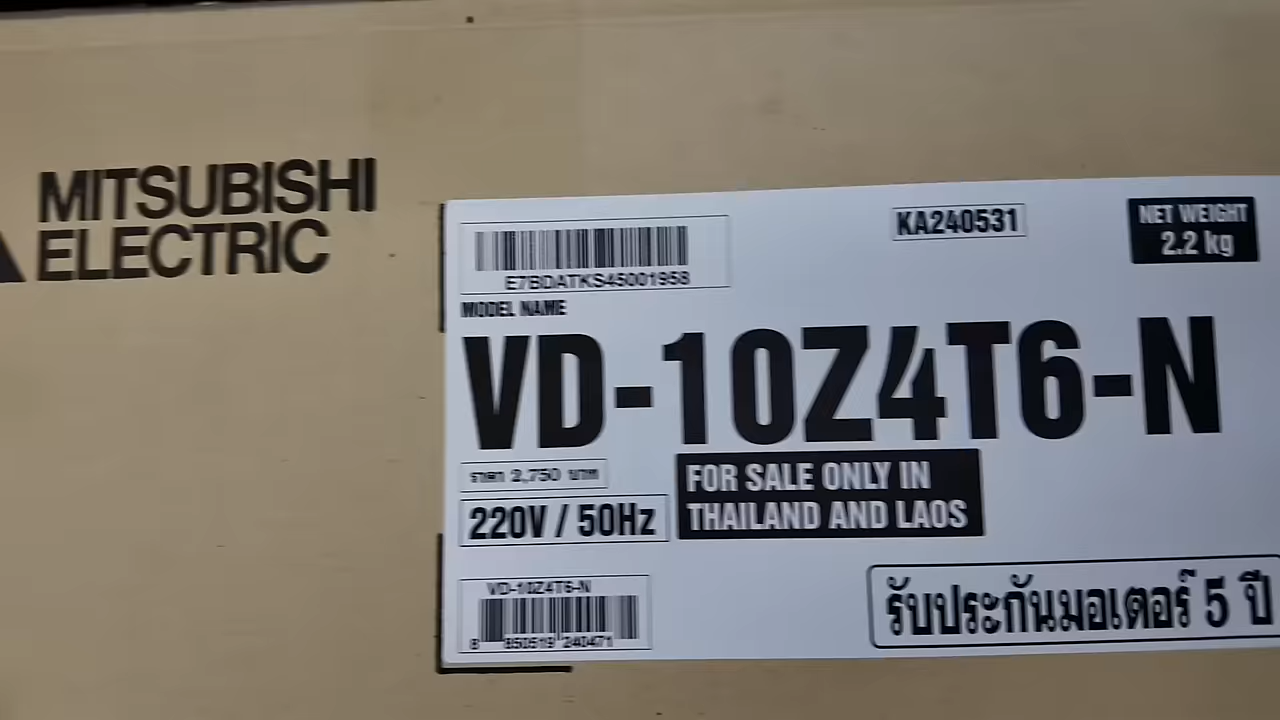 MITSUBISHI
ELECTRIC
E7BDATKS45001958
KA240531
NET WEIGHT
2.2 kg
MODEL NAME
VD-10Z4T6-N
ราคา 2,750 บาท
220V / 50Hz
FOR SALE ONLY IN
THAILAND AND LAOS
VD-10Z4T6-N
8 850519 240471
รับประกันมอเตอร์ 5 ปี